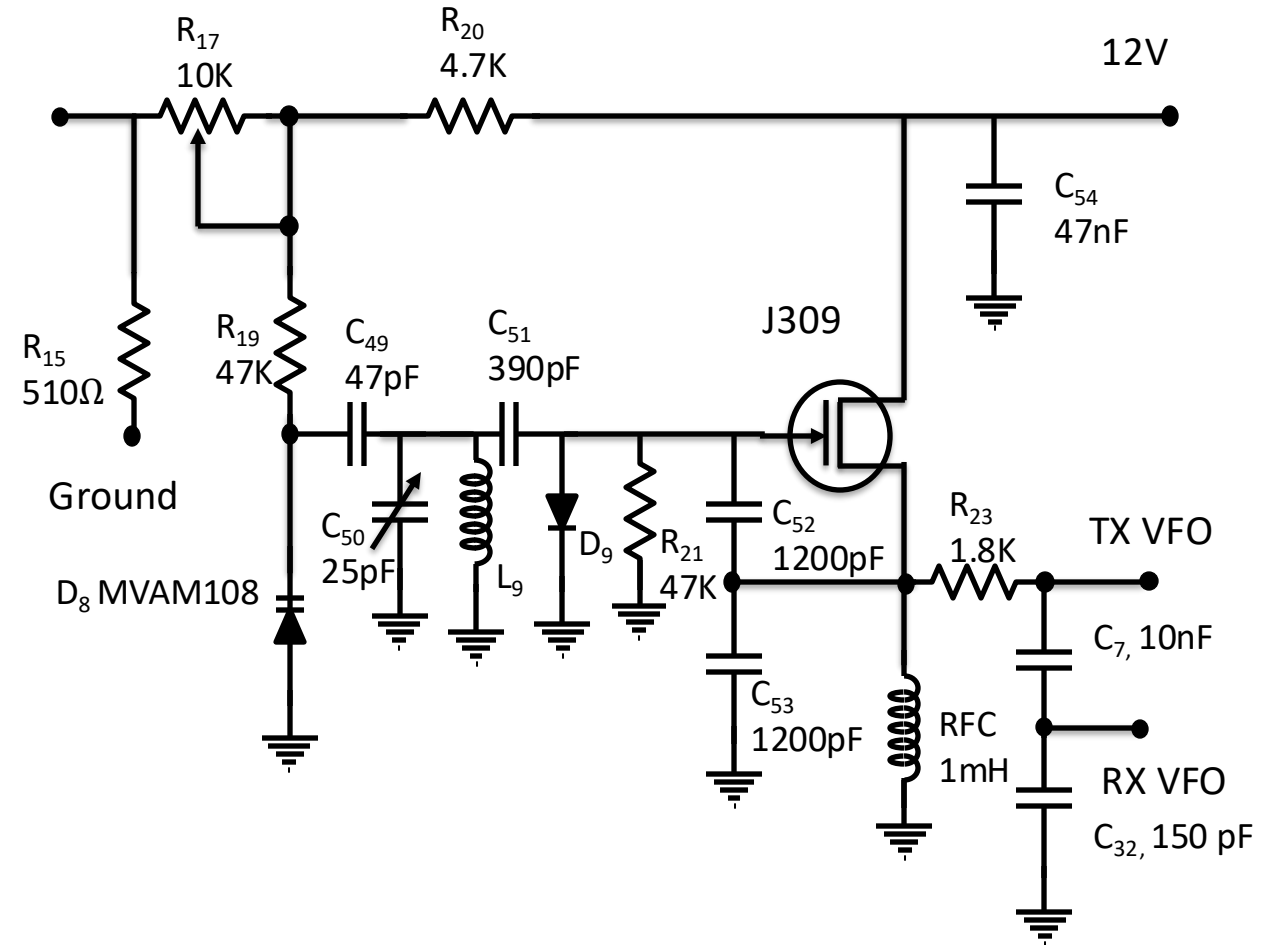 R17
10K
R20
4.7K
12V
C54
47nF
J309
R15
510Ω
R19
47K
C49
47pF
C51
390pF
Ground
C50
25pF
L9
D9
R21
47K
C52
1200pF
R23
1.8K
TX VFO
D8 MVAM108
C7, 10nF
C53
1200pF
RFC
1mH
RX VFO
C32, 150 pF